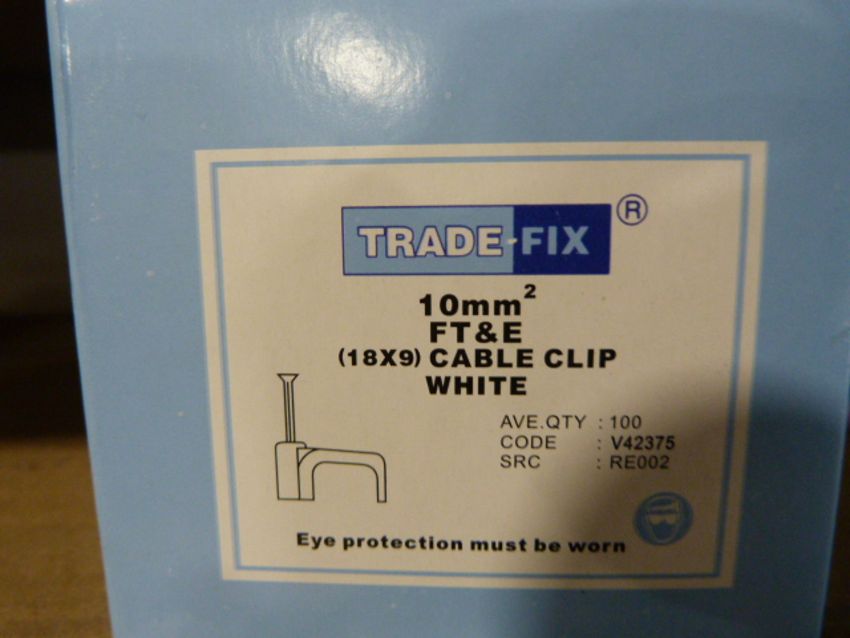 TRADE-FIX ®
10mm²
FT&E
(18X9) CABLE CLIP
WHITE
AVE.QTY : 100
CODE : V42375
SRC : RE002
Eye protection must be worn